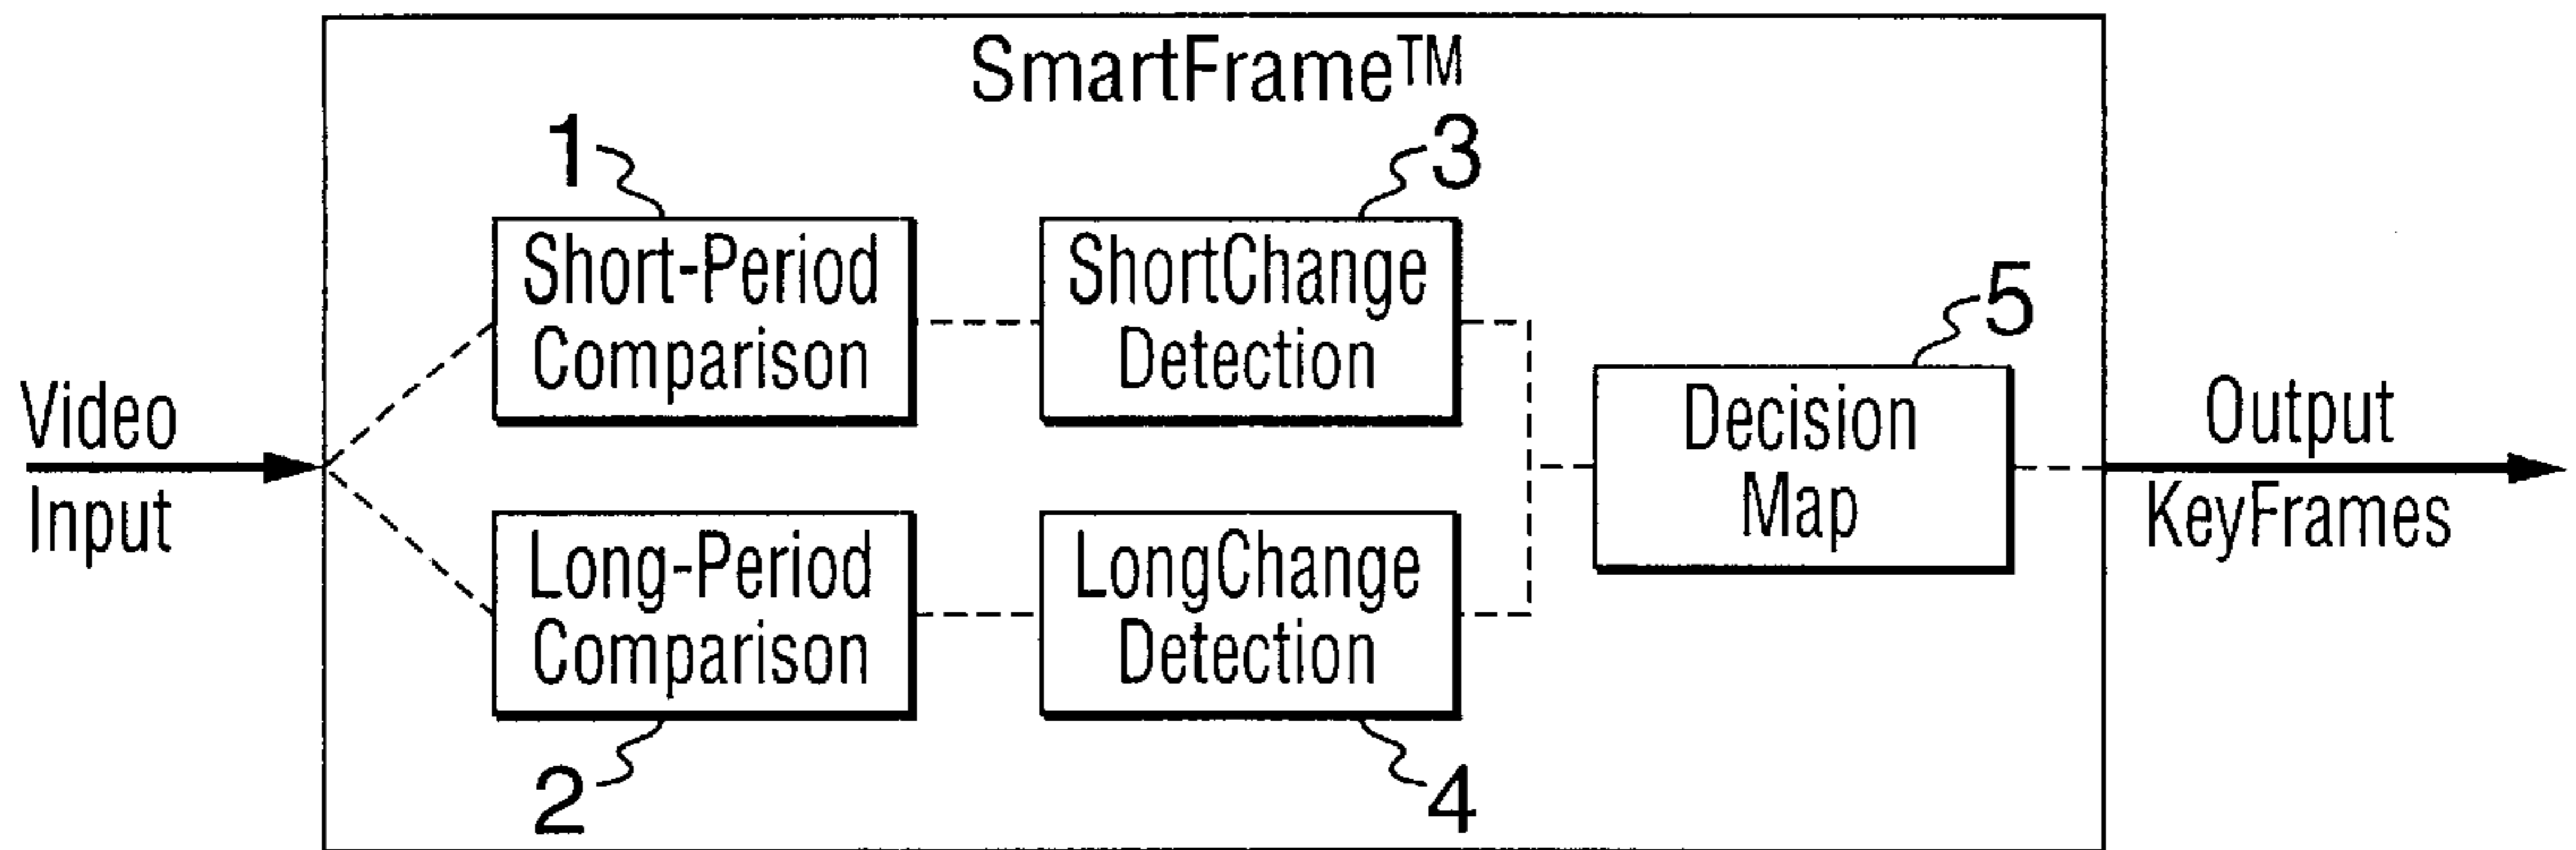 SmartFrame™
1
3
Short-Period
Comparison
ShortChange
Detection
5
Video
Input
Decision
Map
Output
KeyFrames
Long-Period
Comparison
LongChange
Detection
2
4